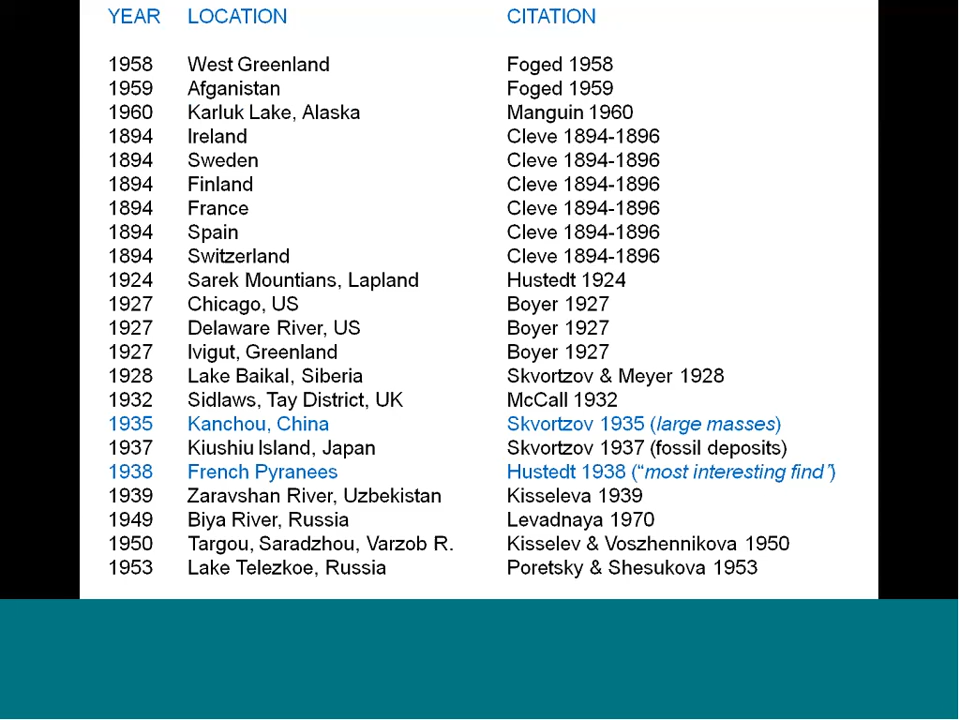 YEAR LOCATION CITATION
1958 West Greenland Foged 1958
1959 Afganistan Foged 1959
1960 Karluk Lake, Alaska Manguin 1960
1894 Ireland Cleve 1894-1896
1894 Sweden Cleve 1894-1896
1894 Finland Cleve 1894-1896
1894 France Cleve 1894-1896
1894 Spain Cleve 1894-1896
1894 Switzerland Cleve 1894-1896
1924 Sarek Mountians, Lapland Hustedt 1924
1927 Chicago, US Boyer 1927
1927 Delaware River, US Boyer 1927
1927 Ivigut, Greenland Boyer 1927
1928 Lake Baikal, Siberia Skvortzov & Meyer 1928
1932 Sidlaws, Tay District, UK McCall 1932
1935 Kanchou, China Skvortzov 1935 (large masses)
1937 Kiushiu Island, Japan Skvortzov 1937 (fossil deposits)
1938 French Pyranees Hustedt 1938 (“most interesting find”)
1939 Zaravshan River, Uzbekistan Kisseleva 1939
1949 Biya River, Russia Levadnaya 1970
1950 Targou, Saradzhou, Varzob R. Kisselev & Voszhennikova 1950
1953 Lake Telezkoe, Russia Poretsky & Shesukova 1953